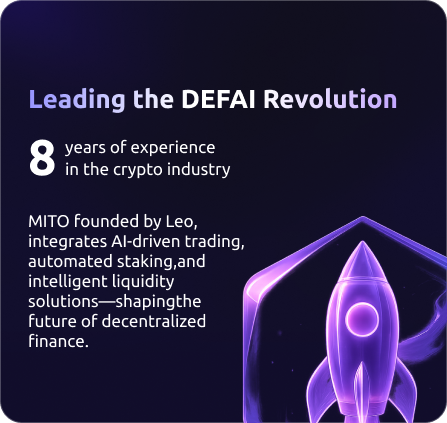 Leading the DEFAI Revolution
8 years of experience
in the crypto industry
MITO founded by Leo,
integrates AI-driven trading,
automated staking,and
intelligent liquidity
solutions—shapingthe
future of decentralized
finance.